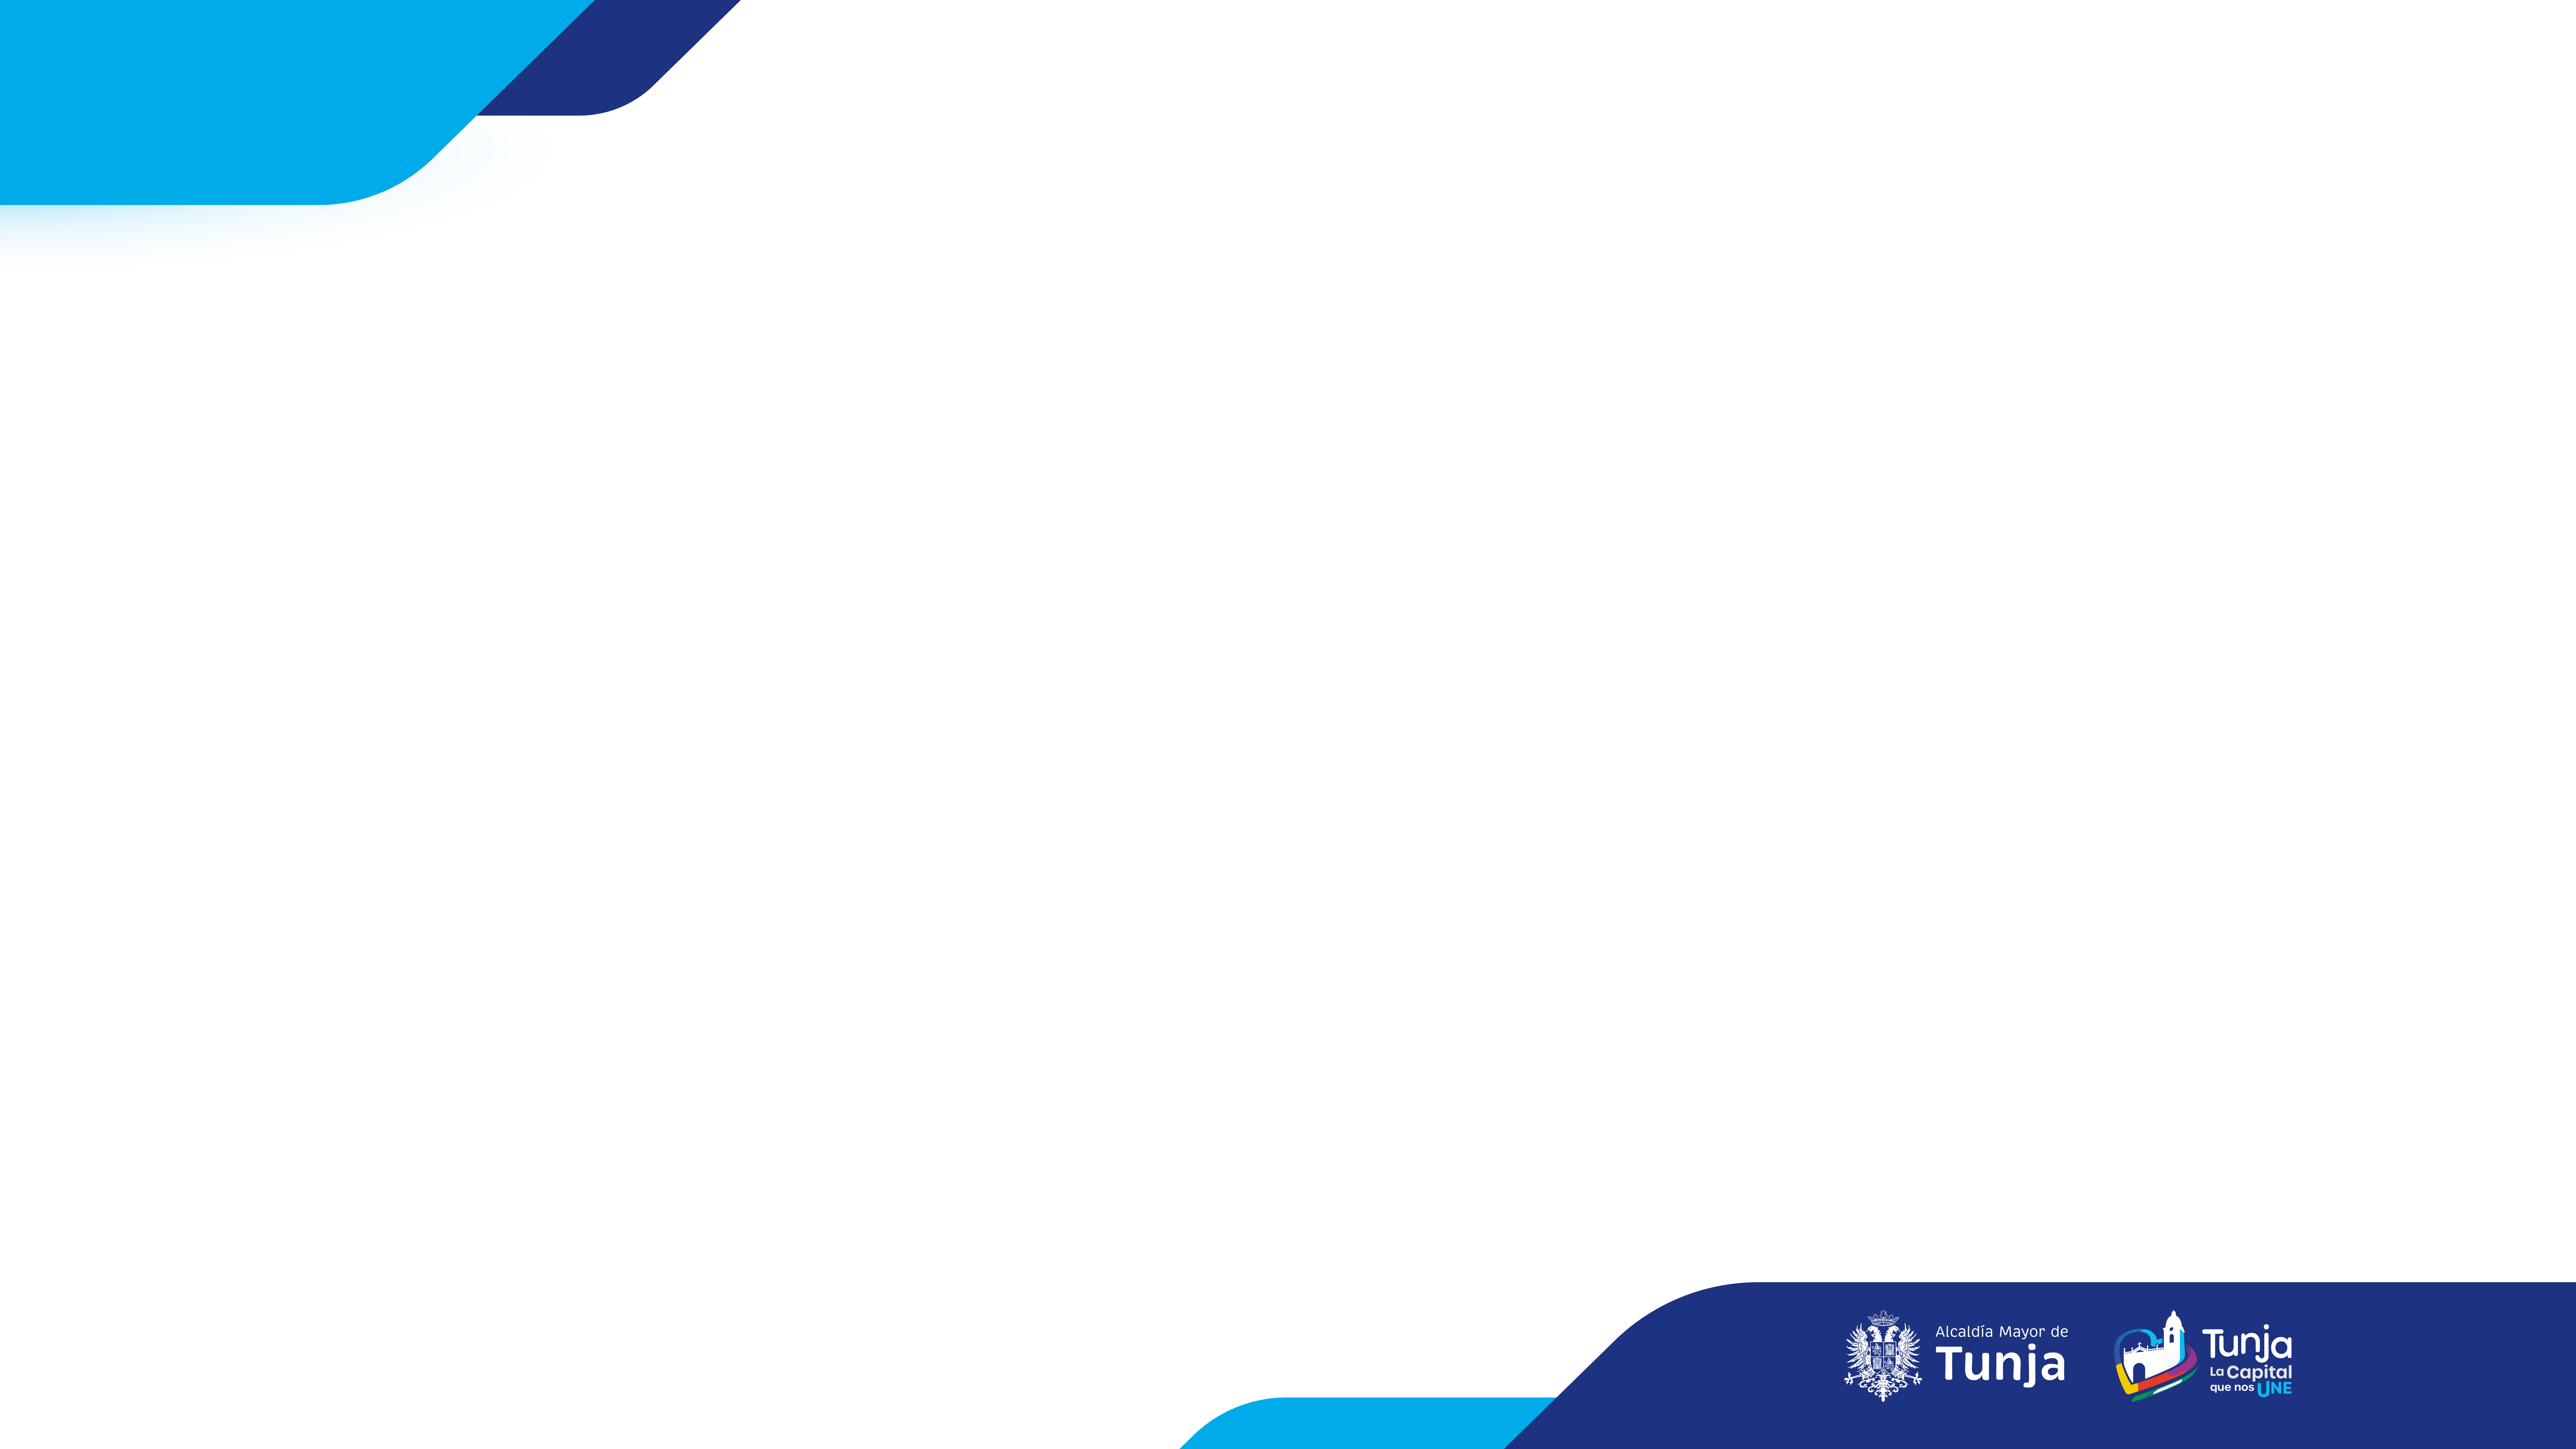 Alcaldía Mayor de
Tunja
Tunja
La Capital
que nos UNE